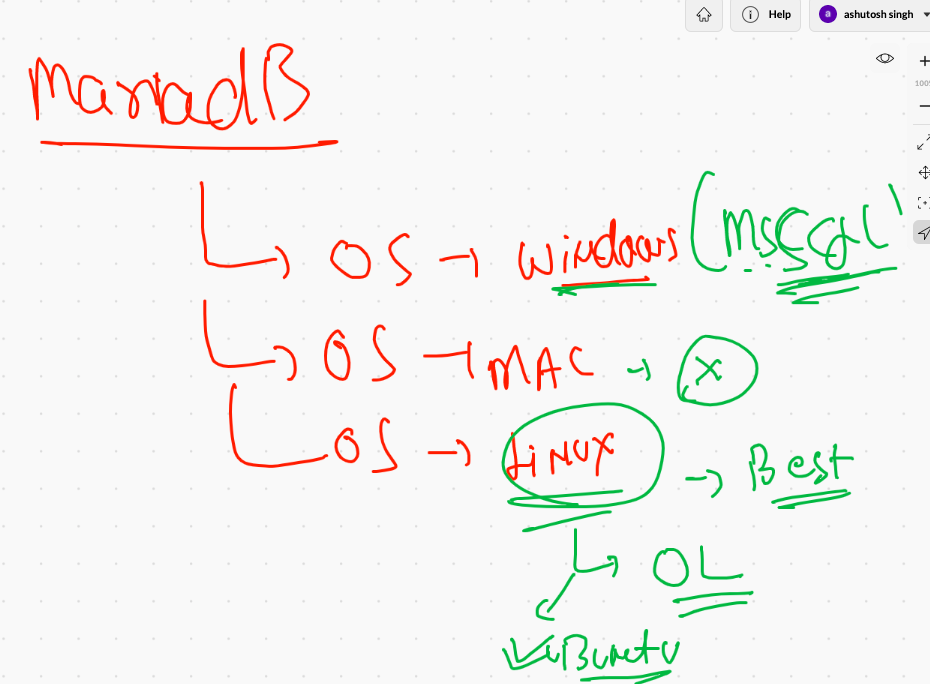 Help
ashutosh singh
a
100%
MariadB
OS → Windows (MSSql)
OS → MAC → X
OS → LiNUX → Best
OL
UBuntu